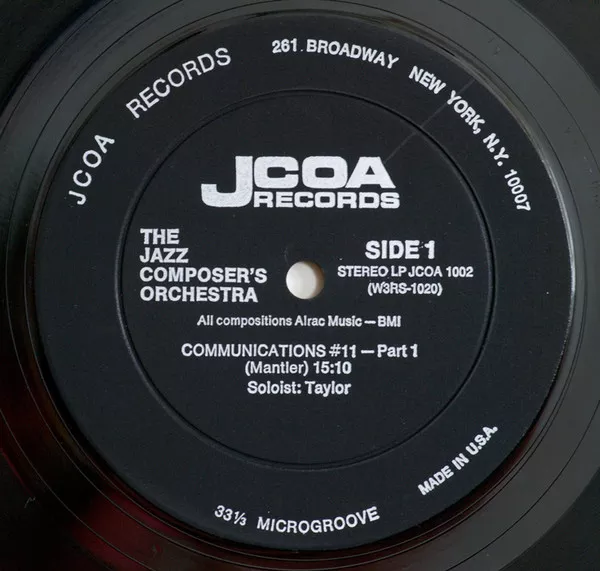 JCOA RECORDS
261 BROADWAY NEW YORK, N.Y. 10007
JCOA
RECORDS
THE
JAZZ
COMPOSER'S
ORCHESTRA
SIDE 1
STEREO LP JCOA 1002
(W3RS-1020)
All compositions Alrac Music — BMI
COMMUNICATIONS #11 — Part 1
(Mantler) 15:10
Soloist: Taylor
MADE IN U.S.A.
33⅓ MICROGROOVE